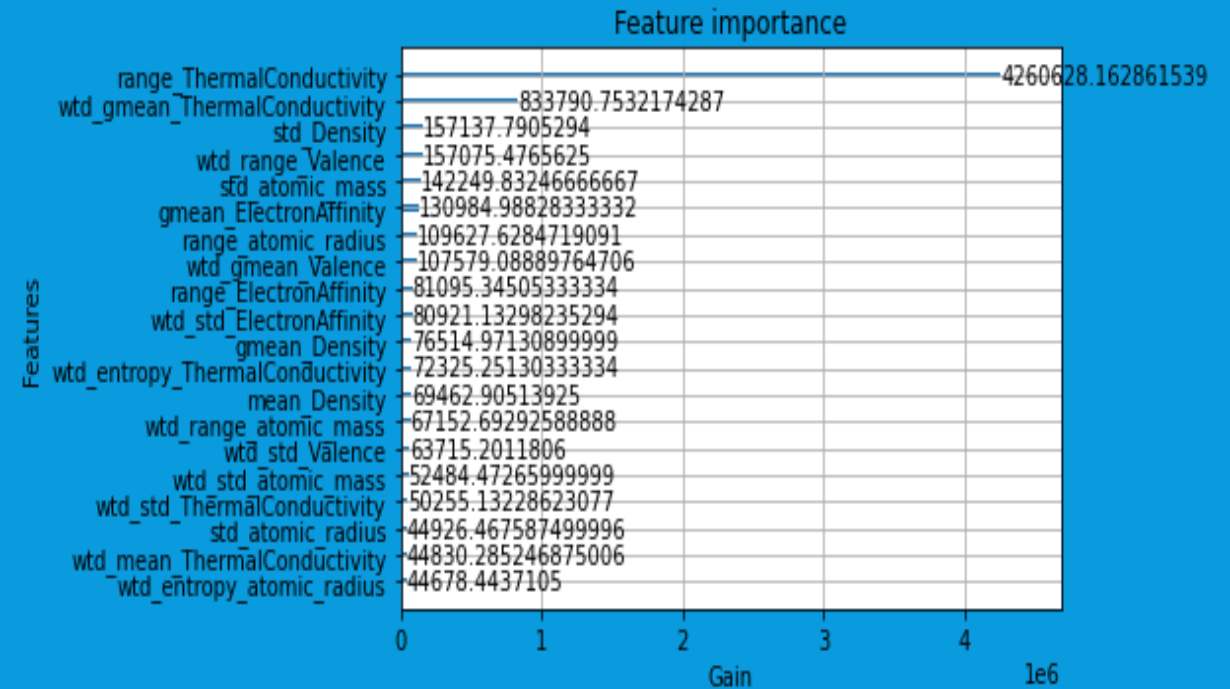 Feature importance
range_ThermalConductivity 4260628.162861539
wtd_gmean_ThermalConductivity 833790.7532174287
std_Density 157137.7905294
wtd_range_Valence 157075.4765625
std_atomic_mass 142249.83246666667
gmean_ElectronAffinity 130984.98828333332
range_atomic_radius 109627.6284719091
wtd_gmean_Valence 107579.08889764706
range_ElectronAffinity 81095.34505333334
wtd_std_ElectronAffinity 80921.13298235294
gmean_Density 76514.97130899999
wtd_entropy_ThermalConductivity 72325.25130333334
mean_Density 69462.90513925
wtd_range_atomic_mass 67152.69292588888
wtd_std_Valence 63715.2011806
wtd_std_atomic_mass 52484.47265999999
wtd_std_ThermalConductivity 50255.13228623077
std_atomic_radius 44926.467587499996
wtd_mean_ThermalConductivity 44830.285246875006
wtd_entropy_atomic_radius 44678.4437105
Features
0 1 2 3 4
Gain 1e6